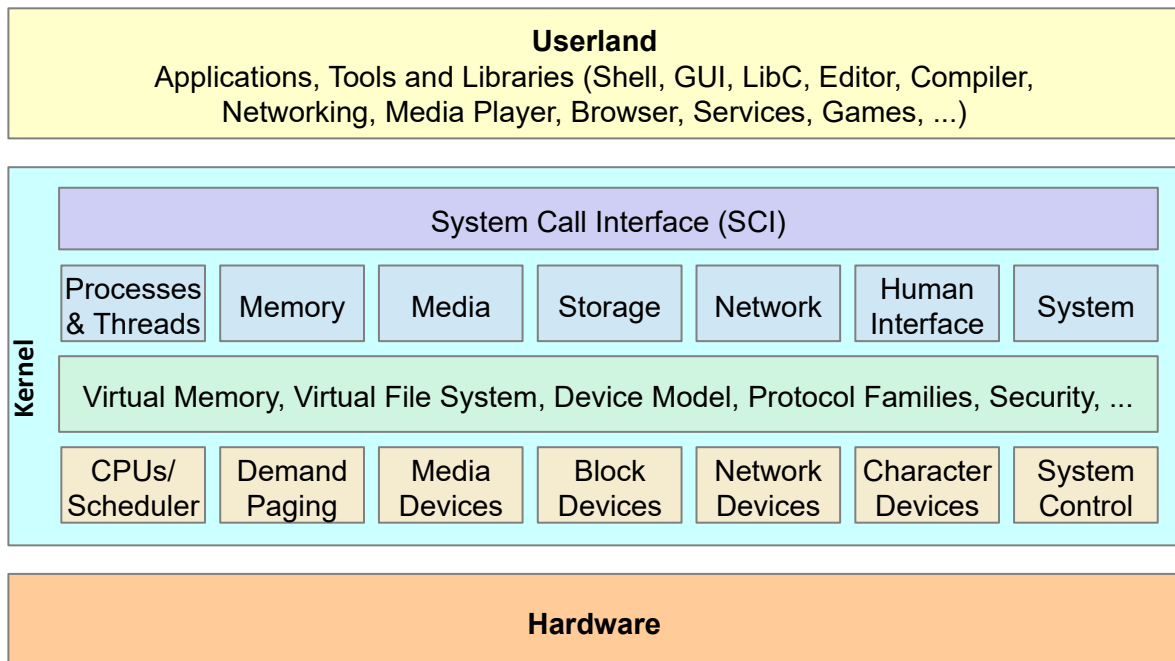 Userland
Applications, Tools and Libraries (Shell, GUI, LibC, Editor, Compiler,
Networking, Media Player, Browser, Services, Games, ...)
Kernel
System Call Interface (SCI)
Processes
& Threads
Memory
Media
Storage
Network
Human
Interface
System
Virtual Memory, Virtual File System, Device Model, Protocol Families, Security, ...
CPUs/
Scheduler
Demand
Paging
Media
Devices
Block
Devices
Network
Devices
Character
Devices
System
Control
Hardware